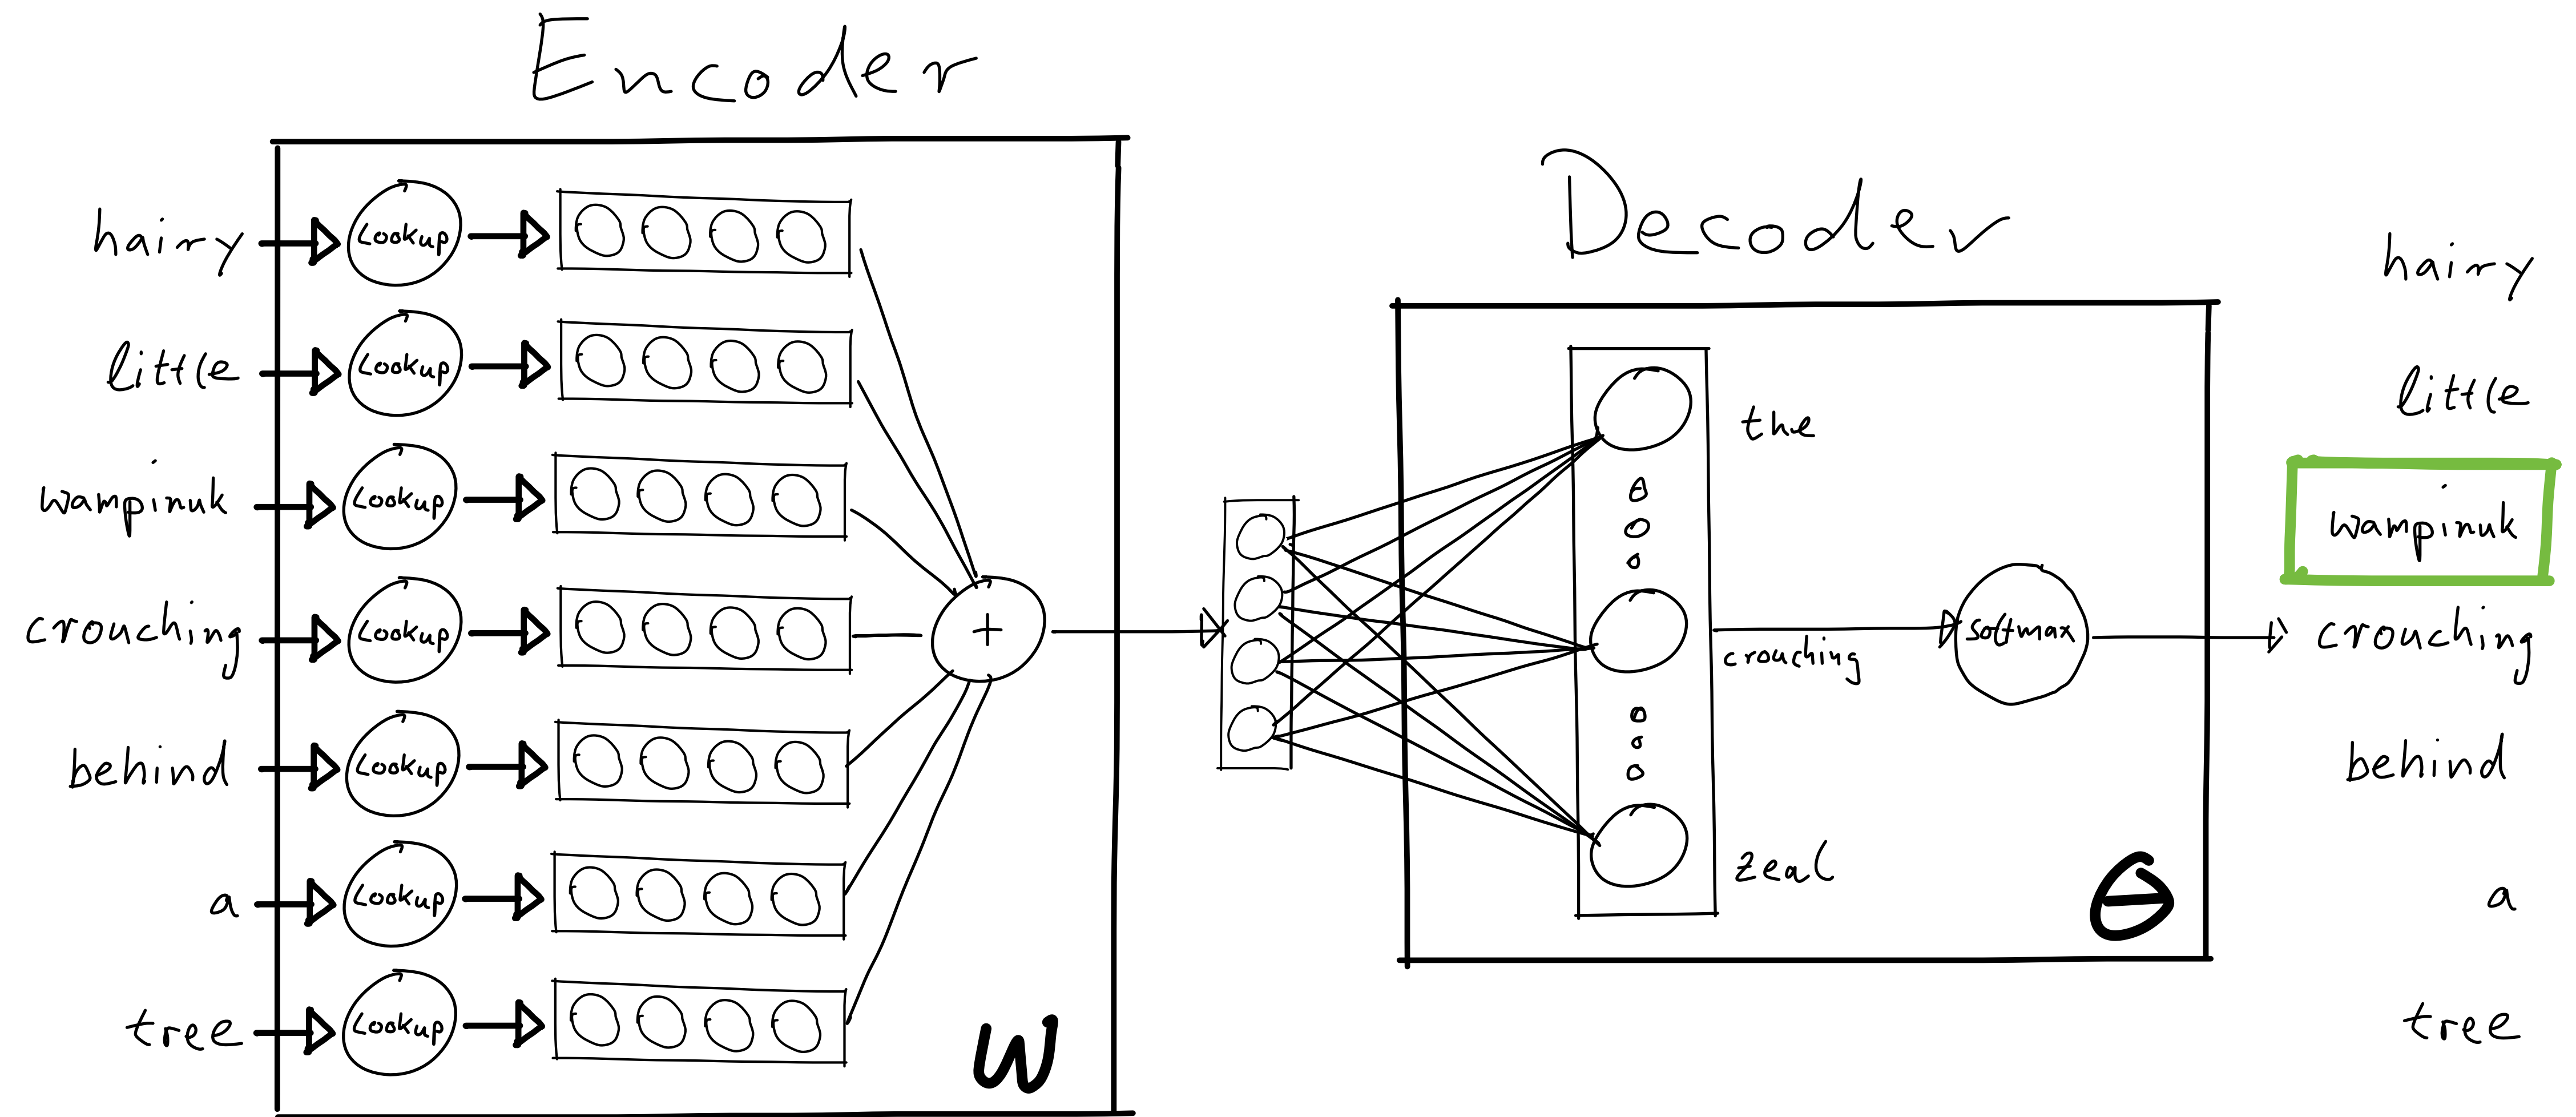 Encoder
Decoder
hairy
Lookup
little
Lookup
wampinuk
Lookup
crouching
Lookup
behind
Lookup
a
Lookup
tree
Lookup
+
W
the
crouching
zeal
softmax
θ
hairy
little
wampinuk
crouching
behind
a
tree